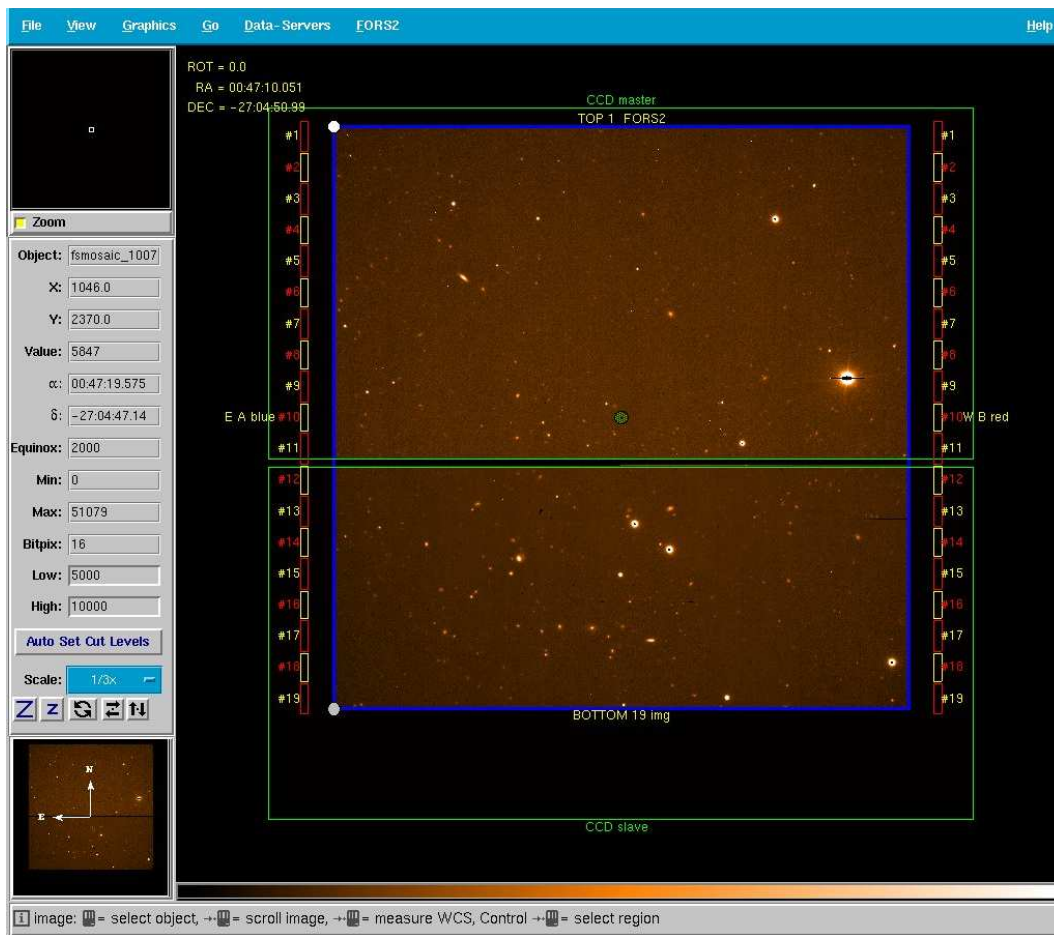 File View Graphics Go Data-Servers FORS2 Help
ROT = 0.0
RA = 00:47:10.051
DEC = -27:04:50.99
CCD master
TOP 1 FORS2
#1 #1
#2 #2
#3 #3
#4 #4
#5 #5
#6 #6
#7 #7
#8 #8
#9 #9
E A blue #10 #10 W B red
#11 #11
#12 #12
#13 #13
#14 #14
#15 #15
#16 #16
#17 #17
#18 #18
#19 #19
BOTTOM 19 img
CCD slave
Zoom
Object: fsmosaic_1007
X: 1046.0
Y: 2370.0
Value: 5847
α: 00:47:19.575
δ: -27:04:47.14
Equinox: 2000
Min: 0
Max: 51079
Bitpix: 16
Low: 5000
High: 10000
Auto Set Cut Levels
Scale: 1/3x
Z z
N
E
image: = select object, = scroll image, = measure WCS, Control = select region